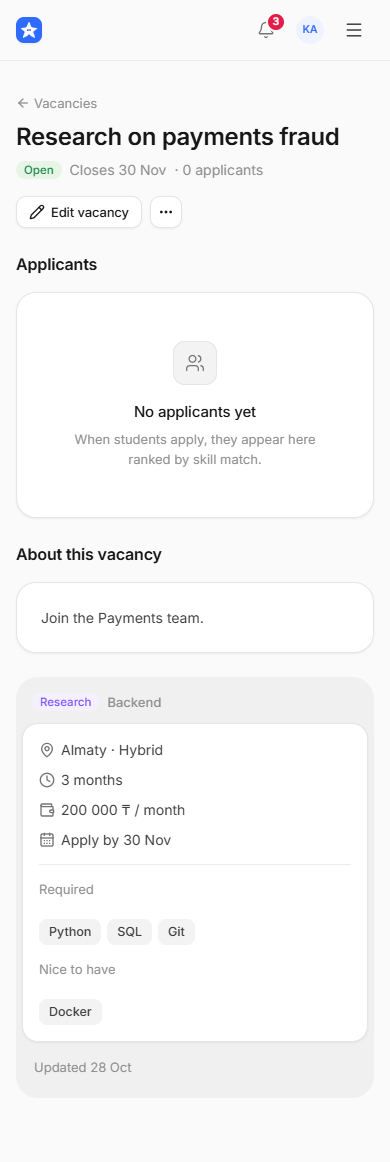 3
KA
Vacancies
Research on payments fraud
Open Closes 30 Nov · 0 applicants
Edit vacancy
Applicants
No applicants yet
When students apply, they appear here
ranked by skill match.
About this vacancy
Join the Payments team.
Research Backend
Almaty · Hybrid
3 months
200 000 ₸ / month
Apply by 30 Nov
Required
Python SQL Git
Nice to have
Docker
Updated 28 Oct